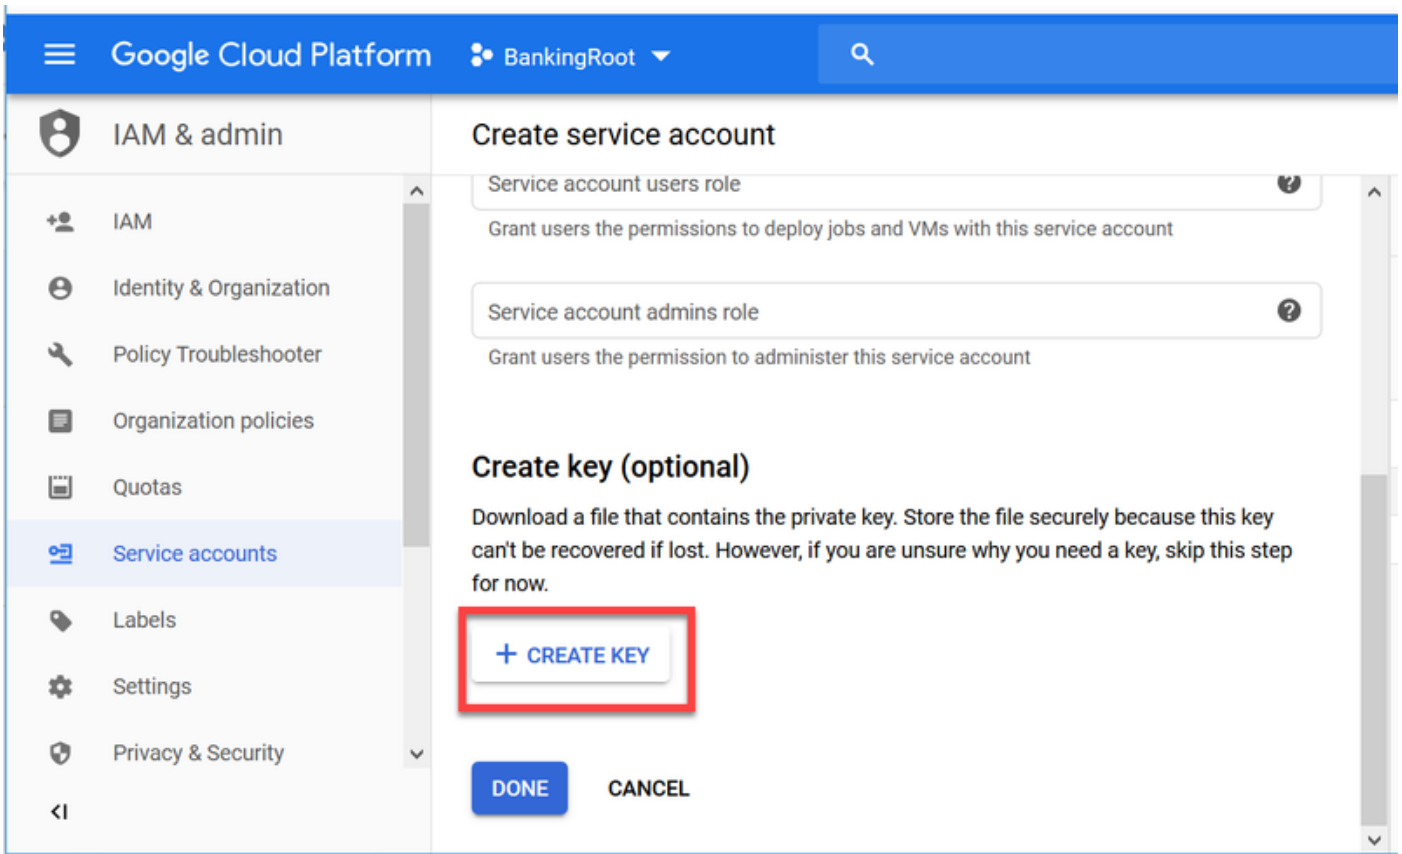 Google Cloud Platform BankingRoot
IAM & admin
Create service account
IAM
Identity & Organization
Policy Troubleshooter
Organization policies
Quotas
Service accounts
Labels
Settings
Privacy & Security
Service account users role
Grant users the permissions to deploy jobs and VMs with this service account
Service account admins role
Grant users the permission to administer this service account
Create key (optional)
Download a file that contains the private key. Store the file securely because this key
can't be recovered if lost. However, if you are unsure why you need a key, skip this step
for now.
+ CREATE KEY
DONE CANCEL